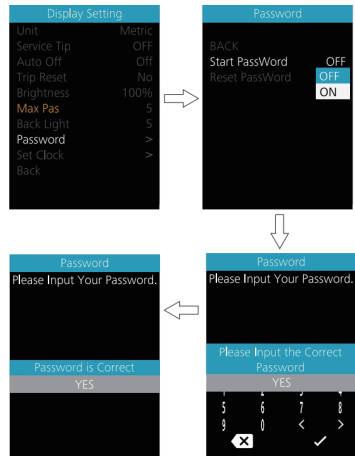 Display Setting
Unit Metric
Service Tip OFF
Auto Off Off
Trip Reset No
Brightness 100%
Max Pas 5
Back Light 5
Password >
Set Clock >
Back
Password
BACK
Start PassWord OFF
Reset PassWord OFF
ON
Password
Please Input Your Password.
Please Input the Correct
Password
YES
5 6 7 8
9 0 < >
Password
Please Input Your Password.
Password is Correct
YES